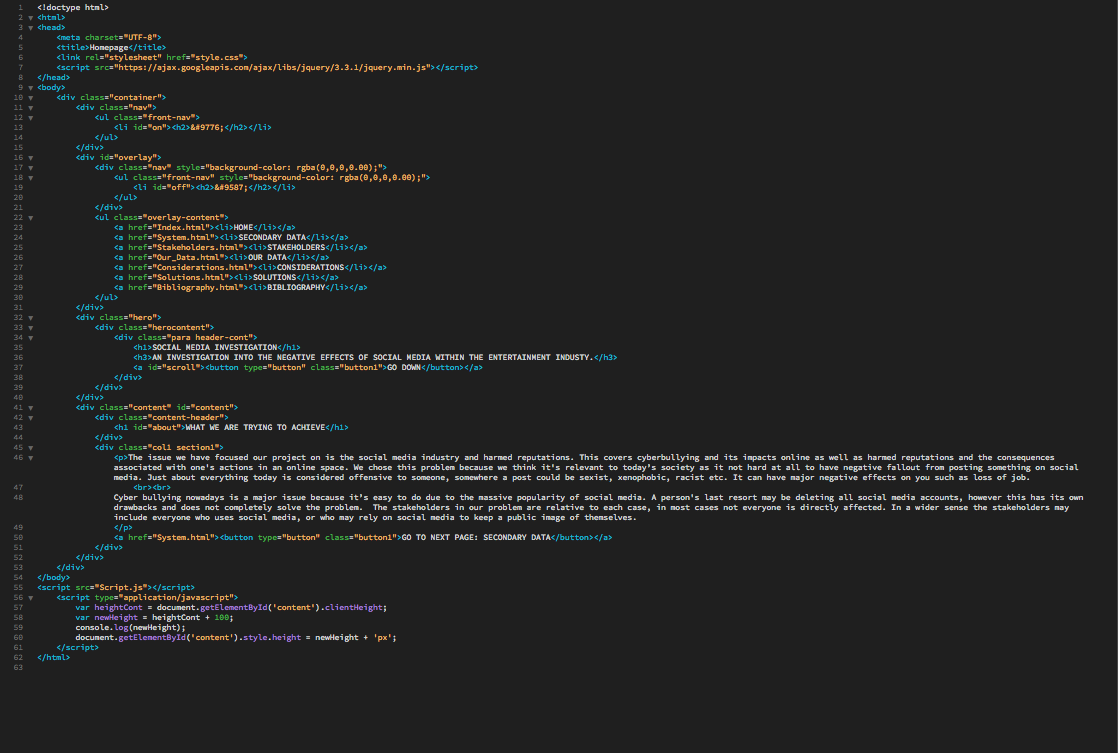 1 <!doctype html>
2 <html>
3 <head>
4 <meta charset="UTF-8">
5 <title>Homepage</title>
6 <link rel="stylesheet" href="style.css">
7 <script src="https://ajax.googleapis.com/ajax/libs/jquery/3.3.1/jquery.min.js"></script>
8 </head>
9 <body>
10 <div class="container">
11 <div class="nav">
12 <ul class="front-nav">
13 <li id="on"><h2>&#9776;</h2></li>
14 </ul>
15 </div>
16 <div id="overlay">
17 <div class="nav" style="background-color: rgba(0,0,0,0.00);">
18 <ul class="front-nav" style="background-color: rgba(0,0,0,0.00);">
19 <li id="off"><h2>&#9587;</h2></li>
20 </ul>
21 </div>
22 <ul class="overlay-content">
23 <a href="Index.html"><li>HOME</li></a>
24 <a href="System.html"><li>SECONDARY DATA</li></a>
25 <a href="Stakeholders.html"><li>STAKEHOLDERS</li></a>
26 <a href="Our_Data.html"><li>OUR DATA</li></a>
27 <a href="Considerations.html"><li>CONSIDERATIONS</li></a>
28 <a href="Solutions.html"><li>SOLUTIONS</li></a>
29 <a href="Bibliography.html"><li>BIBLIOGRAPHY</li></a>
30 </ul>
31 </div>
32 <div class="hero">
33 <div class="herocontent">
34 <div class="para header-cont">
35 <h1>SOCIAL MEDIA INVESTIGATION</h1>
36 <h3>AN INVESTIGATION INTO THE NEGATIVE EFFECTS OF SOCIAL MEDIA WITHIN THE ENTERTAINMENT INDUSTY.</h3>
37 <a id="scroll"><button type="button" class="button1">GO DOWN</button></a>
38 </div>
39 </div>
40 </div>
41 <div class="content" id="content">
42 <div class="content-header">
43 <h1 id="about">WHAT WE ARE TRYING TO ACHIEVE</h1>
44 </div>
45 <div class="col1 section1">
46 <p>The issue we have focused our project on is the social media industry and harmed reputations. This covers cyberbullying and its impacts online as well as harmed reputations and the consequences
associated with one's actions in an online space. We chose this problem because we think it's relevant to today's society as it not hard at all to have negative fallout from posting something on social
media. Just about everything today is considered offensive to someone, somewhere a post could be sexist, xenophobic, racist etc. It can have major negative effects on you such as loss of job.
47 <br><br>
48 Cyber bullying nowadays is a major issue because it's easy to do due to the massive popularity of social media. A person's last resort may be deleting all social media accounts, however this has its own
drawbacks and does not completely solve the problem.  The stakeholders in our problem are relative to each case, in most cases not everyone is directly affected. In a wider sense the stakeholders may
include everyone who uses social media, or who may rely on social media to keep a public image of themselves.
49 </p>
50 <a href="System.html"><button type="button" class="button1">GO TO NEXT PAGE: SECONDARY DATA</button></a>
51 </div>
52 </div>
53 </div>
54 </body>
55 <script src="Script.js"></script>
56 <script type="application/javascript">
57 var heightCont = document.getElementById('content').clientHeight;
58 var newHeight = heightCont + 100;
59 console.log(newHeight);
60 document.getElementById('content').style.height = newHeight + 'px';
61 </script>
62 </html>
63